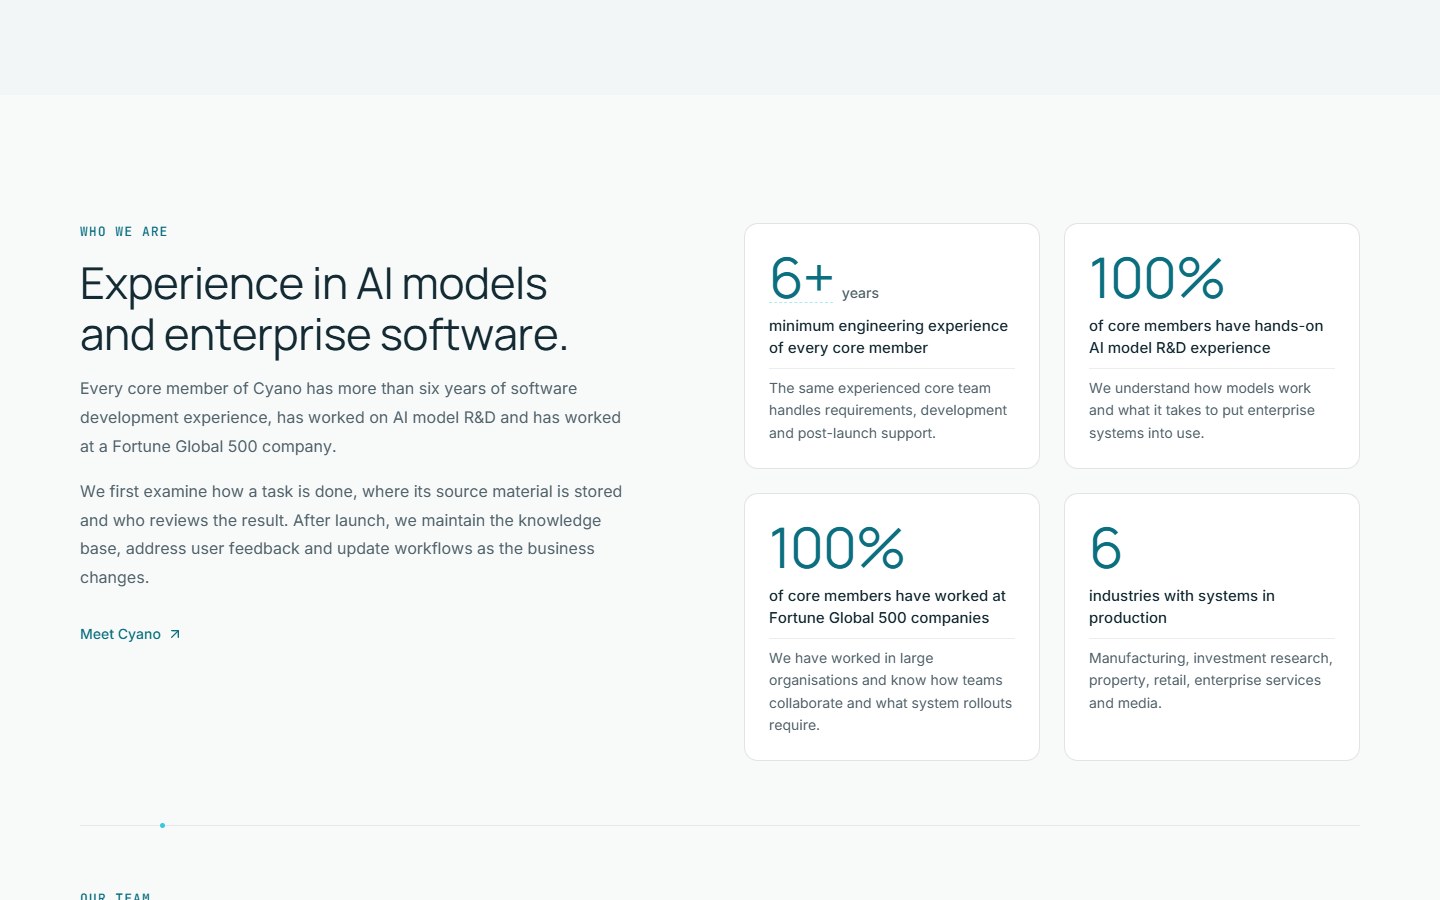 WHO WE ARE
Experience in AI models
and enterprise software.
Every core member of Cyano has more than six years of software
development experience, has worked on AI model R&D and has worked
at a Fortune Global 500 company.
We first examine how a task is done, where its source material is stored
and who reviews the result. After launch, we maintain the knowledge
base, address user feedback and update workflows as the business
changes.
Meet Cyano
6+ years
minimum engineering experience
of every core member
The same experienced core team
handles requirements, development
and post-launch support.
100%
of core members have hands-on
AI model R&D experience
We understand how models work
and what it takes to put enterprise
systems into use.
100%
of core members have worked at
Fortune Global 500 companies
We have worked in large
organisations and know how teams
collaborate and what system rollouts
require.
6
industries with systems in
production
Manufacturing, investment research,
property, retail, enterprise services
and media.
OUR TEAM